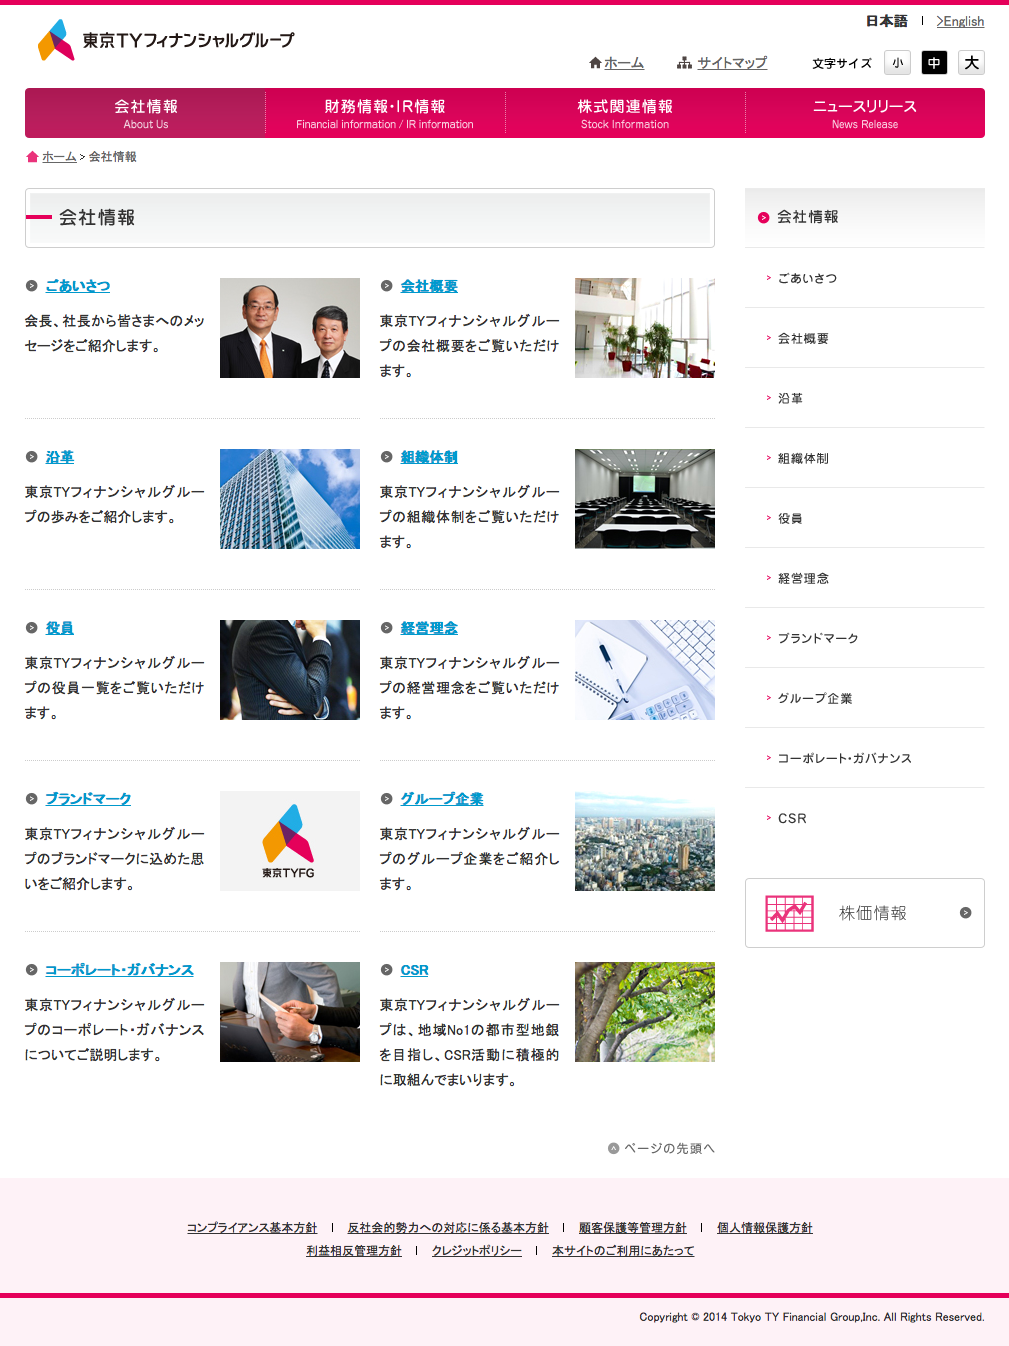 東京TYフィナンシャルグループ
日本語
>English
ホーム
サイトマップ
文字サイズ
小
中
大
会社情報
About Us
財務情報・IR情報
Financial information / IR information
株式関連情報
Stock Information
ニュースリリース
News Release
ホーム > 会社情報
会社情報
ごあいさつ
会長、社長から皆さまへのメッ
セージをご紹介します。
会社概要
東京TYフィナンシャルグルー
プの会社概要をご覧いただけ
ます。
沿革
東京TYフィナンシャルグルー
プの歩みをご紹介します。
組織体制
東京TYフィナンシャルグルー
プの組織体制をご覧いただけ
ます。
役員
東京TYフィナンシャルグルー
プの役員一覧をご覧いただけ
ます。
経営理念
東京TYフィナンシャルグルー
プの経営理念をご覧いただけ
ます。
ブランドマーク
東京TYフィナンシャルグルー
プのブランドマークに込めた思
いをご紹介します。
東京TYFG
グループ企業
東京TYフィナンシャルグルー
プのグループ企業をご紹介し
ます。
コーポレート・ガバナンス
東京TYフィナンシャルグルー
プのコーポレート・ガバナンス
についてご説明します。
CSR
東京TYフィナンシャルグルー
プは、地域No1の都市型地銀
を目指し、CSR活動に積極的
に取組んでまいります。
ページの先頭へ
会社情報
ごあいさつ
会社概要
沿革
組織体制
役員
経営理念
ブランドマーク
グループ企業
コーポレート・ガバナンス
CSR
株価情報
コンプライアンス基本方針
反社会的勢力への対応に係る基本方針
顧客保護等管理方針
個人情報保護方針
利益相反管理方針
クレジットポリシー
本サイトのご利用にあたって
Copyright © 2014 Tokyo TY Financial Group,Inc. All Rights Reserved.